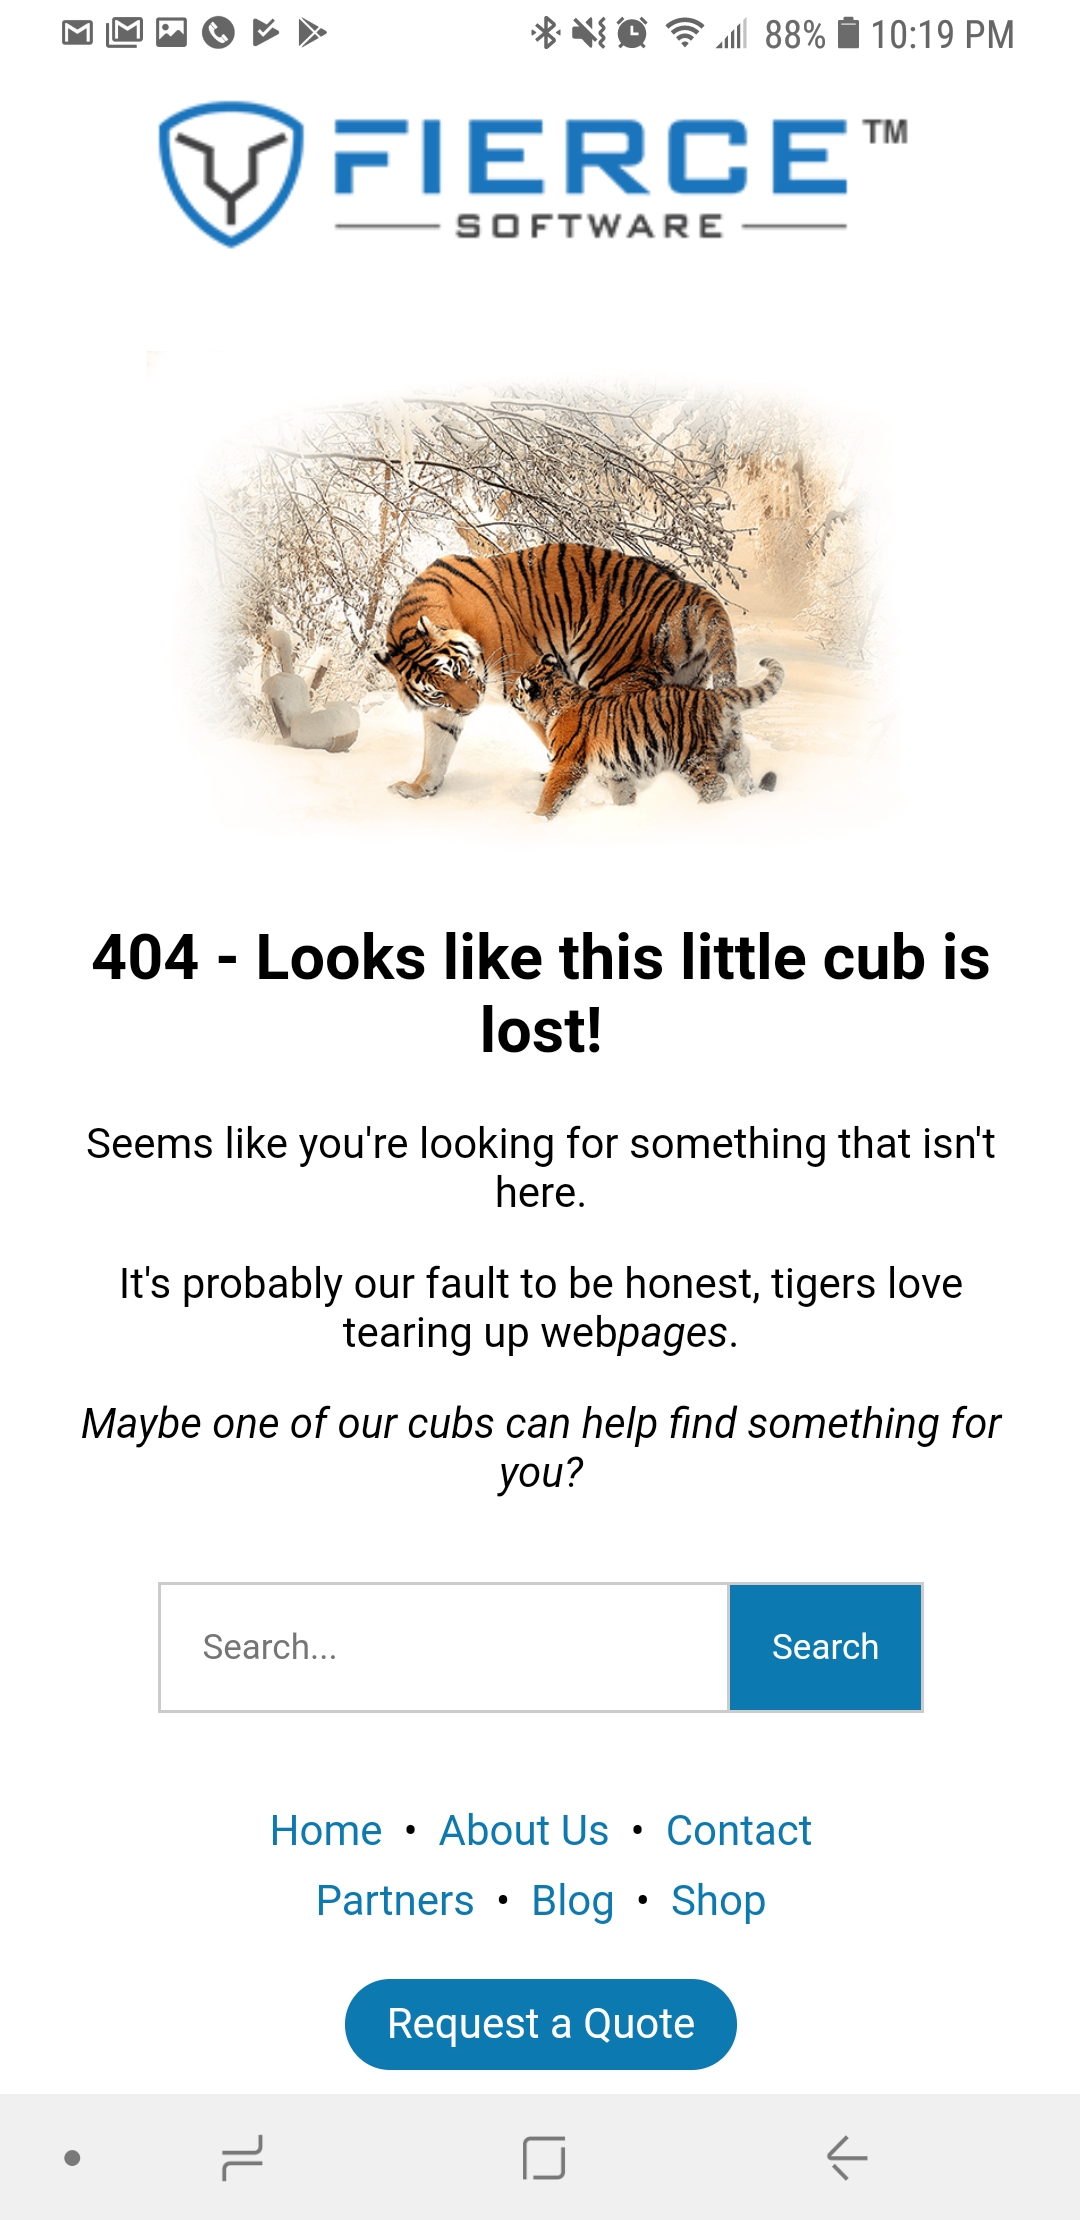 88% 10:19 PM
FIERCE™
SOFTWARE
404 - Looks like this little cub is
lost!
Seems like you're looking for something that isn't
here.
It's probably our fault to be honest, tigers love
tearing up webpages.
Maybe one of our cubs can help find something for
you?
Search... Search
Home • About Us • Contact
Partners • Blog • Shop
Request a Quote